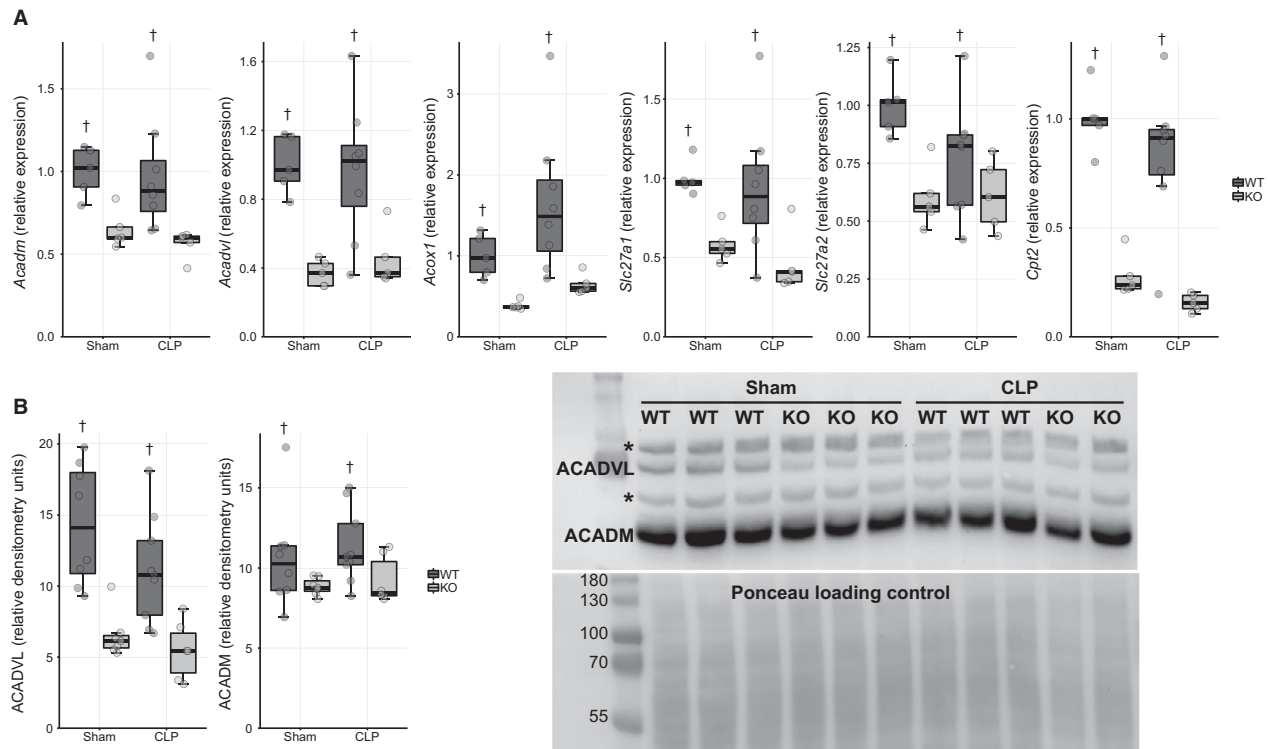 A
† † † † † † † † † † † †
Acadm (relative expression)
1.5
1.0
0.5
0.0
Sham CLP
Acadvl (relative expression)
1.6
1.2
0.8
0.4
0.0
Sham CLP
Acox1 (relative expression)
3
2
1
0
Sham CLP
Slc27a1 (relative expression)
1.5
1.0
0.5
0.0
Sham CLP
Slc27a2 (relative expression)
1.25
1.00
0.75
0.50
0.25
0.00
Sham CLP
Cpt2 (relative expression)
1.0
0.5
0.0
Sham CLP
WT
KO
B
† † † †
ACADVL (relative densitometry units)
20
15
10
5
0
Sham CLP
ACADM (relative densitometry units)
15
10
5
0
Sham CLP
WT
KO
Sham CLP
WT WT WT KO KO KO WT WT WT KO KO
*
ACADVL
*
ACADM
Ponceau loading control
180
130
100
70
55